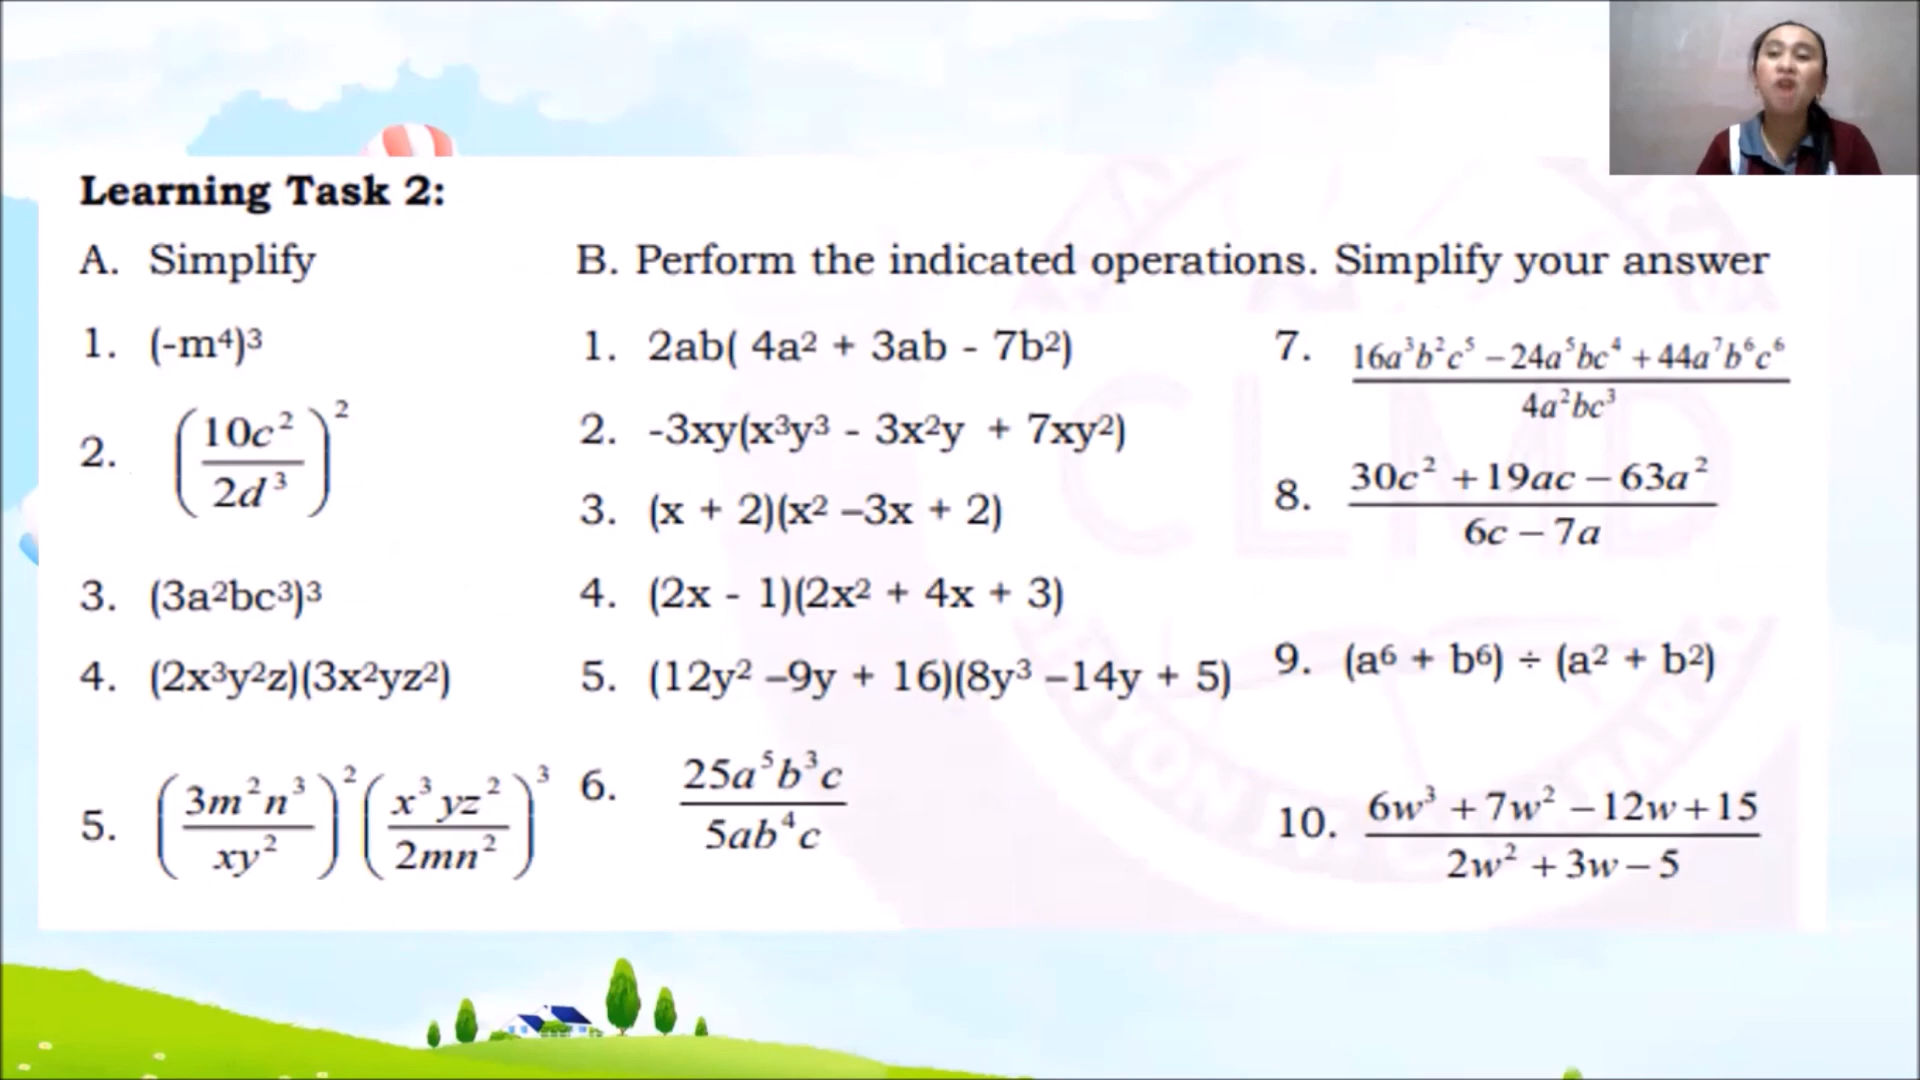 Learning Task 2:
A. Simplify
1. (-m⁴)³
2. (10c²/2d³)²
3. (3a²bc³)³
4. (2x³y²z)(3x²yz²)
5. (3m²n³/xy²)²(x³yz²/2mn²)³
B. Perform the indicated operations. Simplify your answer
1. 2ab( 4a² + 3ab - 7b²)
2. -3xy(x³y³ - 3x²y + 7xy²)
3. (x + 2)(x² –3x + 2)
4. (2x - 1)(2x² + 4x + 3)
5. (12y² –9y + 16)(8y³ –14y + 5)
6. 25a⁵b³c/5ab⁴c
7. 16a³b²c⁵ – 24a⁵bc⁴ + 44a⁷b⁶c⁶/4a²bc³
8. 30c² + 19ac – 63a²/6c – 7a
9. (a⁶ + b⁶) ÷ (a² + b²)
10. 6w³ + 7w² – 12w + 15/2w² + 3w – 5
CLMD